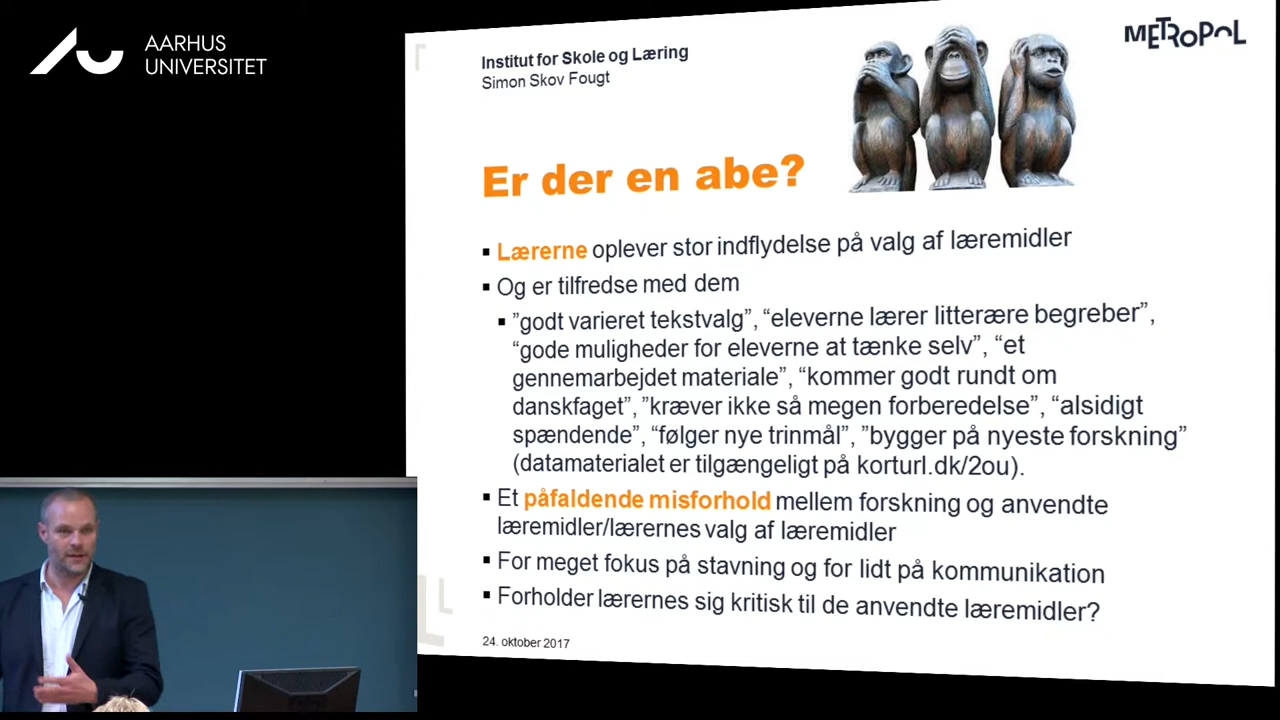 AARHUS
UNIVERSITET
METROPOL
Institut for Skole og Læring
Simon Skov Fougt
Er der en abe?
▪ Lærerne oplever stor indflydelse på valg af læremidler
▪ Og er tilfredse med dem
▪ ”godt varieret tekstvalg”, “eleverne lærer litterære begreber”,
“gode muligheder for eleverne at tænke selv”, “et
gennemarbejdet materiale”, “kommer godt rundt om
danskfaget”, ”kræver ikke så megen forberedelse”, “alsidigt
spændende”, “følger nye trinmål”, ”bygger på nyeste forskning”
(datamaterialet er tilgængeligt på korturl.dk/2ou).
▪ Et påfaldende misforhold mellem forskning og anvendte
læremidler/lærernes valg af læremidler
▪ For meget fokus på stavning og for lidt på kommunikation
▪ Forholder lærernes sig kritisk til de anvendte læremidler?
24. oktober 2017